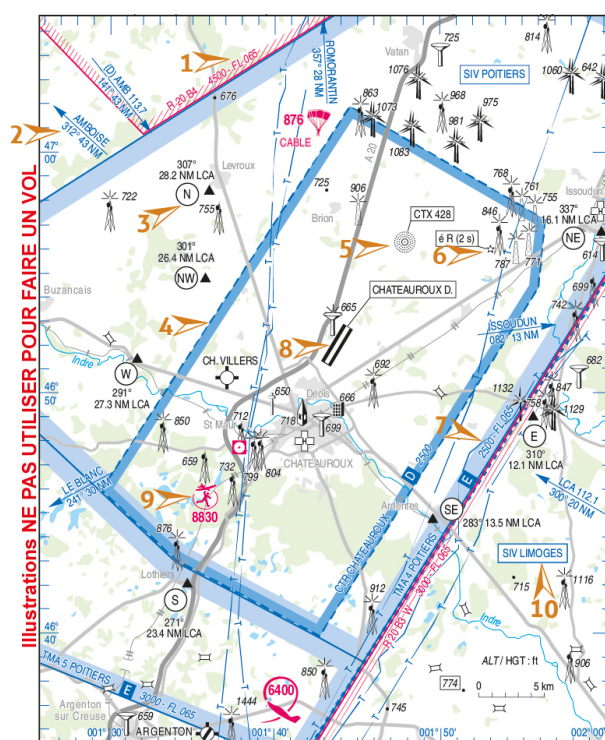 Illustrations NE PAS UTILISER POUR FAIRE UN VOL
1
R 20 B4 4500-FL 065
(D) AMB 113.7
141° 43 NM
AMBOISE
312° 43 NM
2
676
ROMORANTIN
357° 28 NM
Vatan
725
814
1076
SIV POITIERS
1060
642
863
1073
968
975
876
CABLE
981
1083
A 20
47
00
307°
28.2 NM LCA
N
Levroux
722
3
755
725
Brion
906
768
761
755
Issoudun
846
337°
16.1 NM LCA
NE
CTX 428
5
é R (2 s)
6
787
771
614
301°
26.4 NM LCA
NW
699
Buzancais
4
665
CHATEAUROUX D.
742
ISSOUDUN
082° 13 NM
8
Indre
CH. VILLERS
W
291°
27.3 NM LCA
692
682
46
50
650
Déols
666
718
699
1132
758
847
1129
850
St Maur
712
7
2500-FL 065
E
310°
12.1 NM LCA
659
732
799
804
CHATEAUROUX
LE BLANC
241° 30 NM
9
8830
D 2500
CTR CHATEAUROUX
E
LCA 112.1
300° 20 NM
Ardentes
SE
283° 13.5 NM LCA
876
Lothiers
TMA 4 POITIERS
R 20 B3-W 3000-FL 065
SIV LIMOGES
S
271°
23.4 NM LCA
912
715
1116
10
Indre
46
40
TMA 5 POITIERS
E
3000-FL 065
850
6400
ALT/ HGT : ft
906
774
0
5 km
Argenton
sur Creuse
659
1444
745
ARGENTON
001°30
001° 40
001° 50
002° 00